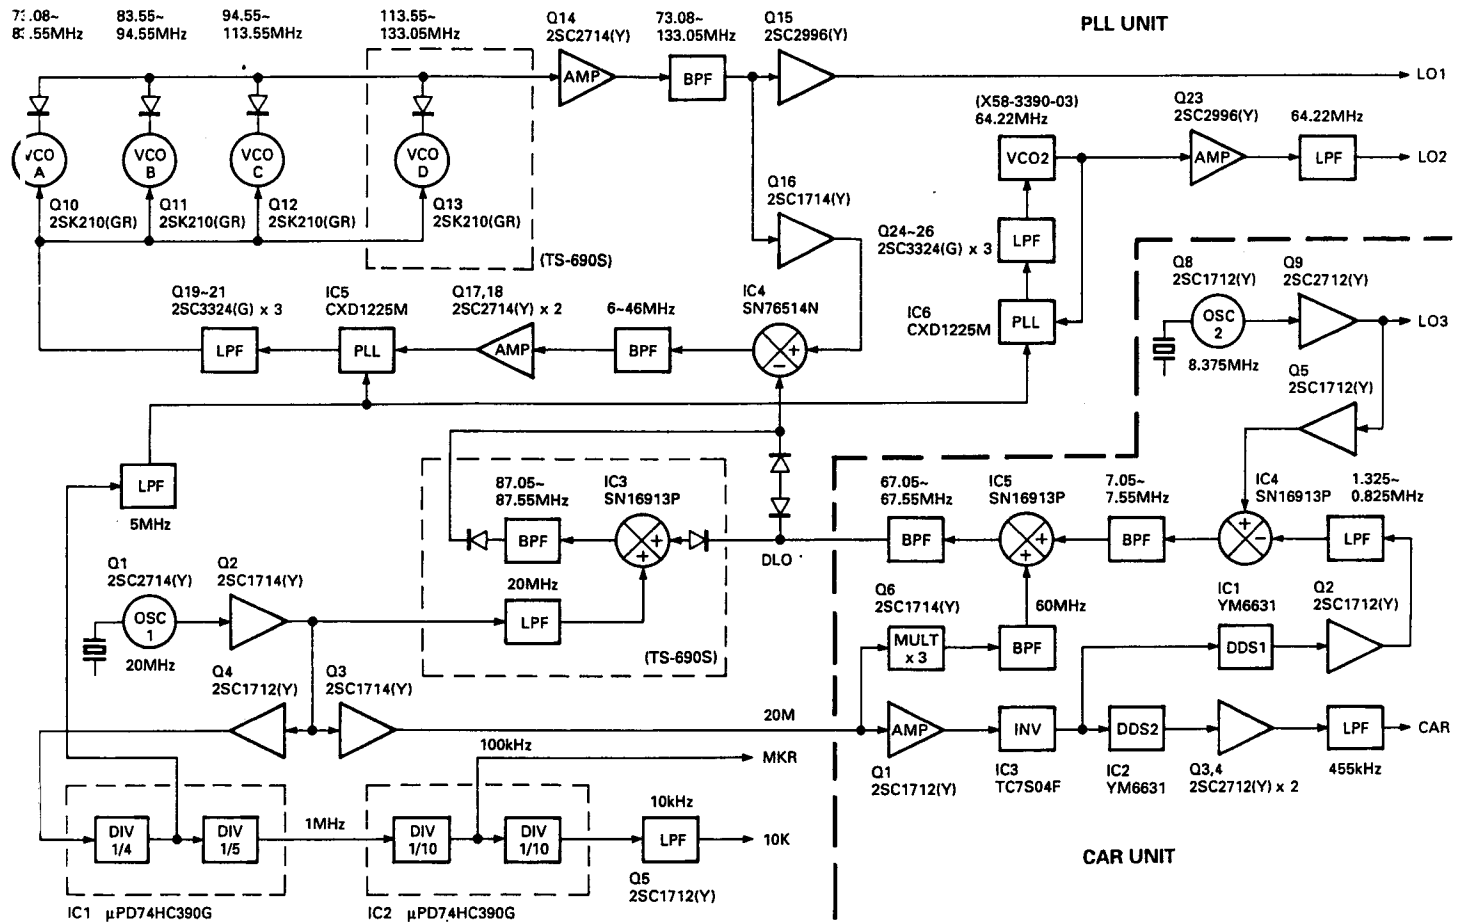 PLL UNIT
83.55~
94.55MHz
94.55~
113.55MHz
113.55~
133.05MHz
Q14
2SC2714(Y)
73.08~
133.05MHz
Q15
2SC2996(Y)
AMP
BPF
LO1
VCO
A
VCO
B
VCO
C
VCO
D
Q10
2SK210(GR)
Q11
2SK210(GR)
Q12
2SK210(GR)
Q13
2SK210(GR)
(TS-690S)
Q16
2SC1714(Y)
(X58-3390-03)
64.22MHz
VCO2
Q23
2SC2996(Y)
AMP
64.22MHz
LPF
LO2
Q24~26
2SC3324(G) x 3
LPF
IC6
CXD1225M
PLL
Q8
2SC1712(Y)
OSC
2
8.375MHz
Q9
2SC2712(Y)
LO3
Q5
2SC1712(Y)
Q19~21
2SC3324(G) x 3
LPF
IC5
CXD1225M
PLL
Q17,18
2SC2714(Y) x 2
AMP
6~46MHz
BPF
IC4
SN76514N
+
−
LPF
5MHz
87.05~
87.55MHz
BPF
IC3
SN16913P
+
+
20MHz
LPF
(TS-690S)
DLO
67.05~
67.55MHz
BPF
IC5
SN16913P
+
+
7.05~
7.55MHz
BPF
IC4
SN16913P
+
−
1.325~
0.825MHz
LPF
Q1
2SC2714(Y)
OSC
1
20MHz
Q2
2SC1714(Y)
Q6
2SC1714(Y)
MULT
x 3
60MHz
BPF
IC1
YM6631
DDS1
Q2
2SC1712(Y)
Q4
2SC1712(Y)
Q3
2SC1714(Y)
20M
AMP
Q1
2SC1712(Y)
INV
IC3
TC7S04F
DDS2
IC2
YM6631
Q3,4
2SC2712(Y) x 2
LPF
455kHz
CAR
100kHz
MKR
DIV
1/4
DIV
1/5
1MHz
DIV
1/10
DIV
1/10
10kHz
LPF
10K
Q5
2SC1712(Y)
IC1 μPD74HC390G
IC2 μPD74HC390G
CAR UNIT